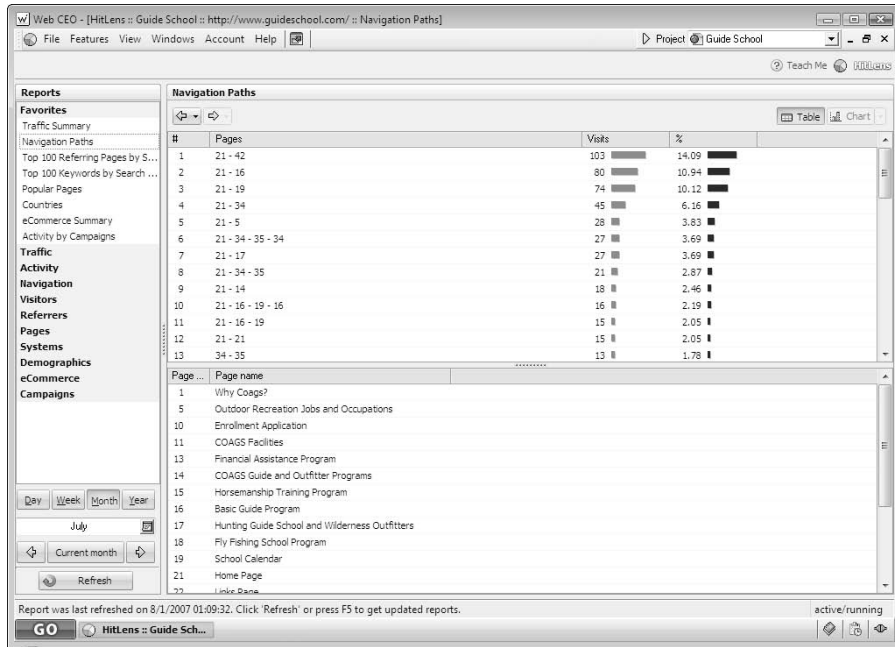 Web CEO - [HitLens :: Guide School :: http://www.guideschool.com/ :: Navigation Paths]
File Features View Windows Account Help
Project Guide School
Teach Me HitLens
Reports
Favorites
Traffic Summary
Navigation Paths
Top 100 Referring Pages by S...
Top 100 Keywords by Search ...
Popular Pages
Countries
eCommerce Summary
Activity by Campaigns
Traffic
Activity
Navigation
Visitors
Referrers
Pages
Systems
Demographics
eCommerce
Campaigns
Day Week Month Year
July
Current month
Refresh
Navigation Paths
Table Chart
# Pages Visits %
1 21 - 42 103 14.09
2 21 - 16 80 10.94
3 21 - 19 74 10.12
4 21 - 34 45 6.16
5 21 - 5 28 3.83
6 21 - 34 - 35 - 34 27 3.69
7 21 - 17 27 3.69
8 21 - 34 - 35 21 2.87
9 21 - 14 18 2.46
10 21 - 16 - 19 - 16 16 2.19
11 21 - 16 - 19 15 2.05
12 21 - 21 15 2.05
13 34 - 35 13 1.78
Page ... Page name
1 Why Coags?
5 Outdoor Recreation Jobs and Occupations
10 Enrollment Application
11 COAGS Facilities
13 Financial Assistance Program
14 COAGS Guide and Outfitter Programs
15 Horsemanship Training Program
16 Basic Guide Program
17 Hunting Guide School and Wilderness Outfitters
18 Fly Fishing School Program
19 School Calendar
21 Home Page
22 Links Page
Report was last refreshed on 8/1/2007 01:09:32. Click 'Refresh' or press F5 to get updated reports.
active/running
GO HitLens :: Guide Sch...